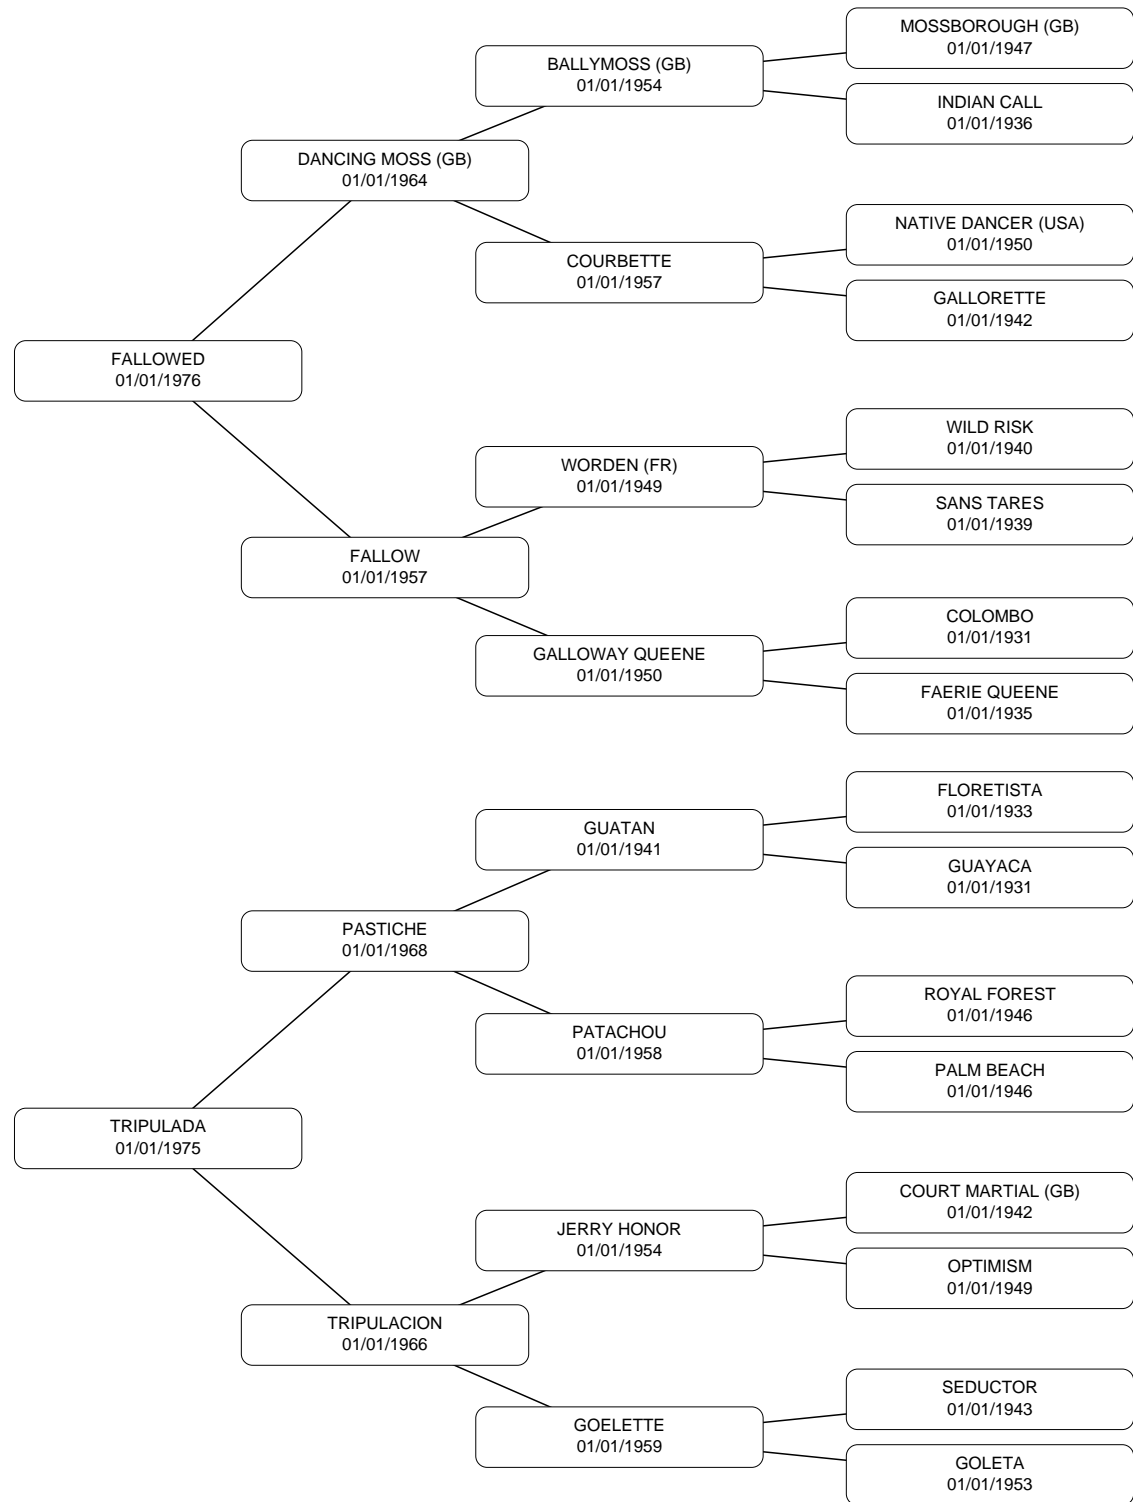 MOSSBOROUGH (GB)
01/01/1947
BALLYMOSS (GB)
01/01/1954
INDIAN CALL
01/01/1936
DANCING MOSS (GB)
01/01/1964
NATIVE DANCER (USA)
01/01/1950
COURBETTE
01/01/1957
GALLORETTE
01/01/1942
FALLOWED
01/01/1976
WILD RISK
01/01/1940
WORDEN (FR)
01/01/1949
SANS TARES
01/01/1939
FALLOW
01/01/1957
COLOMBO
01/01/1931
GALLOWAY QUEENE
01/01/1950
FAERIE QUEENE
01/01/1935
FLORETISTA
01/01/1933
GUATAN
01/01/1941
GUAYACA
01/01/1931
PASTICHE
01/01/1968
ROYAL FOREST
01/01/1946
PATACHOU
01/01/1958
PALM BEACH
01/01/1946
TRIPULADA
01/01/1975
COURT MARTIAL (GB)
01/01/1942
JERRY HONOR
01/01/1954
OPTIMISM
01/01/1949
TRIPULACION
01/01/1966
SEDUCTOR
01/01/1943
GOELETTE
01/01/1959
GOLETA
01/01/1953